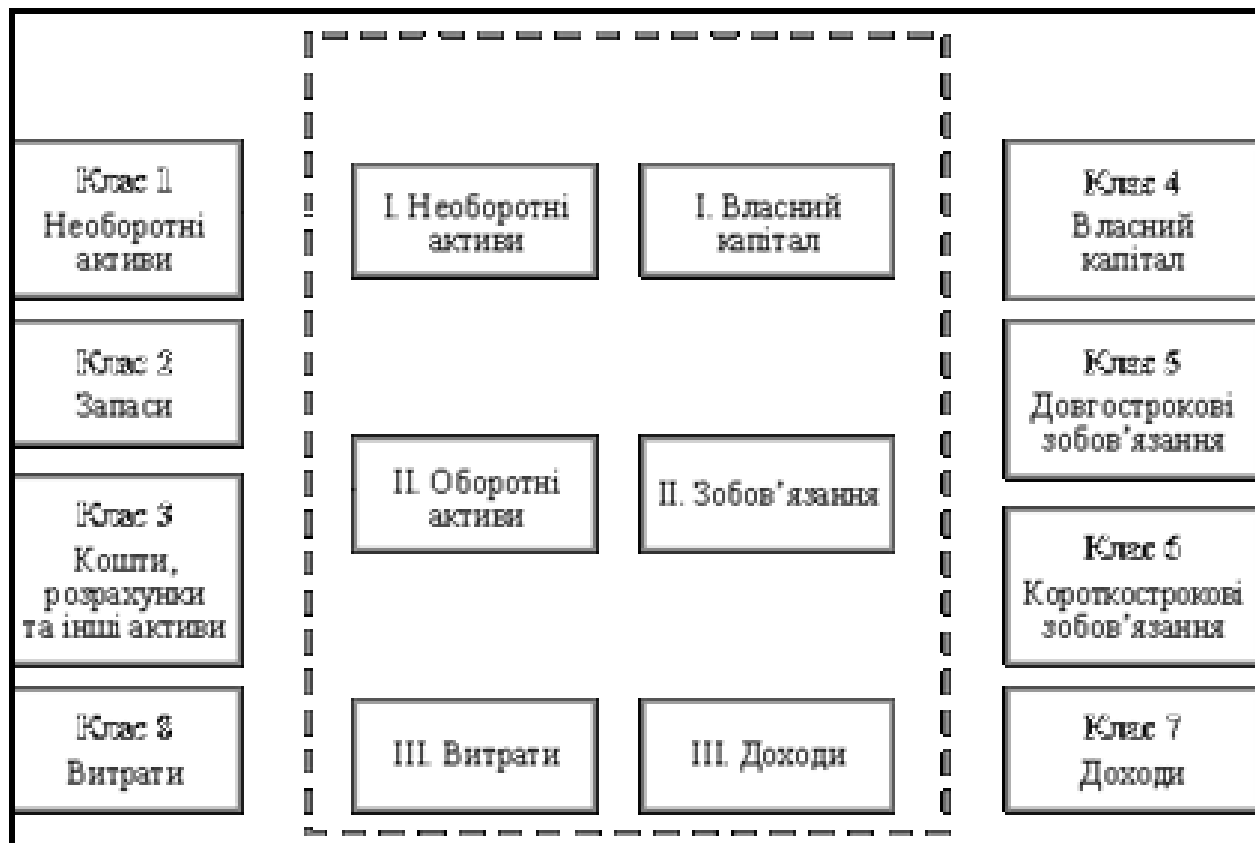 Клас 1
Необоротні
активи
Клас 2
Запаси
Клас 3
Кошти,
розрахунки
та інші активи
Клас 8
Витрати
I. Необоротні
активи
II. Оборотні
активи
III. Витрати
I. Власний
капітал
II. Зобов’язання
III. Доходи
Клас 4
Власний
капітал
Клас 5
Довгострокові
зобов’язання
Клас 6
Короткострокові
зобов’язання
Клас 7
Доходи